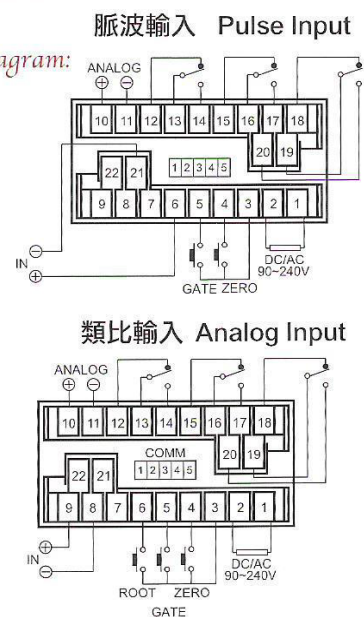 脈波輸入 Pulse Input
agram:
ANALOG
⊕ ⊖
10 11 12 13 14 15 16 17 18
20 19
22 21
1 2 3 4 5
9 8 7 6 5 4 3 2 1
⊖
IN
⊕
GATE ZERO
DC/AC
90~240V
類比輸入 Analog Input
ANALOG
⊕ ⊖
10 11 12 13 14 15 16 17 18
20 19
COMM
22 21
1 2 3 4 5
9 8 7 6 5 4 3 2 1
⊕
IN
⊖
ROOT ZERO
GATE
DC/AC
90~240V